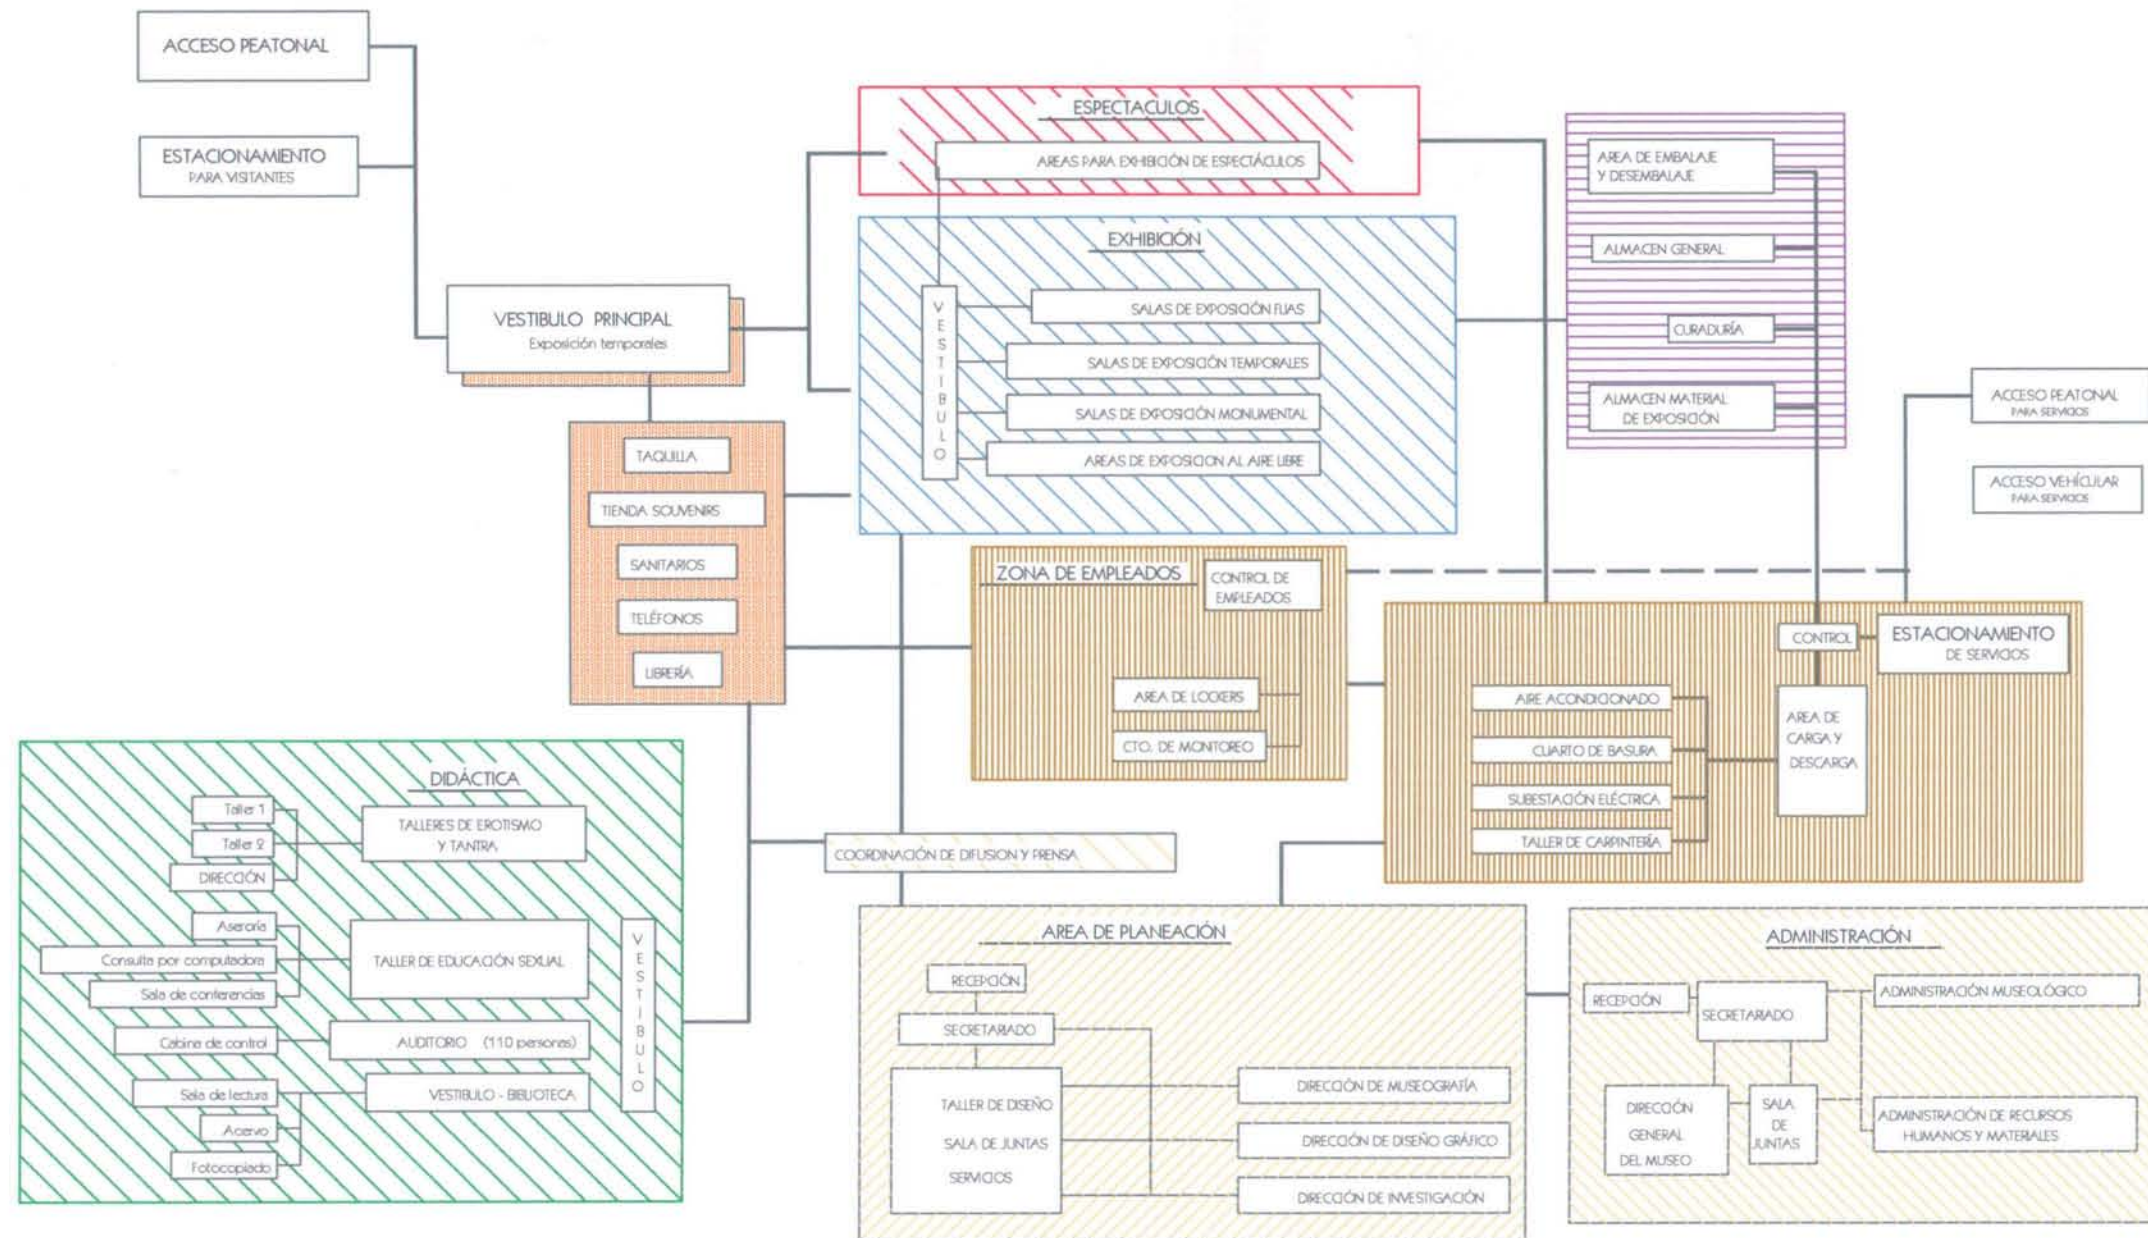 ACCESO PEATONAL
ESTACIONAMIENTO
PARA VISITANTES
VESTIBULO PRINCIPAL
Exposición temporales
TAQUILLA
TIENDA SOUVENIRS
SANITARIOS
TELÉFONOS
LIBRERÍA
ESPECTACULOS
AREAS PARA EXHIBICIÓN DE ESPECTÁCULOS
EXHIBICIÓN
VESTIBULO
SALAS DE EXPOSICIÓN FIJAS
SALAS DE EXPOSICIÓN TEMPORALES
SALAS DE EXPOSICIÓN MONUMENTAL
AREAS DE EXPOSICION AL AIRE LIBRE
AREA DE EMBALAJE
Y DESEMBALAJE
ALMACEN GENERAL
CURADURÍA
ALMACEN MATERIAL
DE EXPOSICIÓN
ACCESO PEATONAL
PARA SERVICIOS
ACCESO VEHÍCULAR
PARA SERVICIOS
ZONA DE EMPLEADOS
CONTROL DE
EMPLEADOS
AREA DE LOCKERS
CTO. DE MONITOREO
CONTROL
ESTACIONAMIENTO
DE SERVICIOS
AIRE ACONDICIONADO
CUARTO DE BASURA
SUBESTACIÓN ELÉCTRICA
TALLER DE CARPINTERÍA
AREA DE
CARGA Y
DESCARGA
DIDÁCTICA
Taller 1
Taller 2
DIRECCIÓN
TALLERES DE EROTISMO
Y TANTRA
Aseroría
Consulta por computadora
Sala de conferencias
TALLER DE EDUCACIÓN SEXUAL
Cabina de control
AUDITORIO (110 personas)
Sala de lectura
Acervo
Fotocopiado
VESTIBULO - BIBLIOTECA
VESTIBULO
COORDINACIÓN DE DIFUSION Y PRENSA
AREA DE PLANEACIÓN
RECEPCIÓN
SECRETARIADO
TALLER DE DISEÑO
SALA DE JUNTAS
SERVICIOS
DIRECCIÓN DE MUSEOGRAFÍA
DIRECCIÓN DE DISEÑO GRÁFICO
DIRECCIÓN DE INVESTIGACIÓN
ADMINISTRACIÓN
RECEPCIÓN
SECRETARIADO
ADMINISTRACIÓN MUSEOLÓGICO
DIRECCIÓN
GENERAL
DEL MUSEO
SALA
DE
JUNTAS
ADMINISTRACIÓN DE RECURSOS
HUMANOS Y MATERIALES